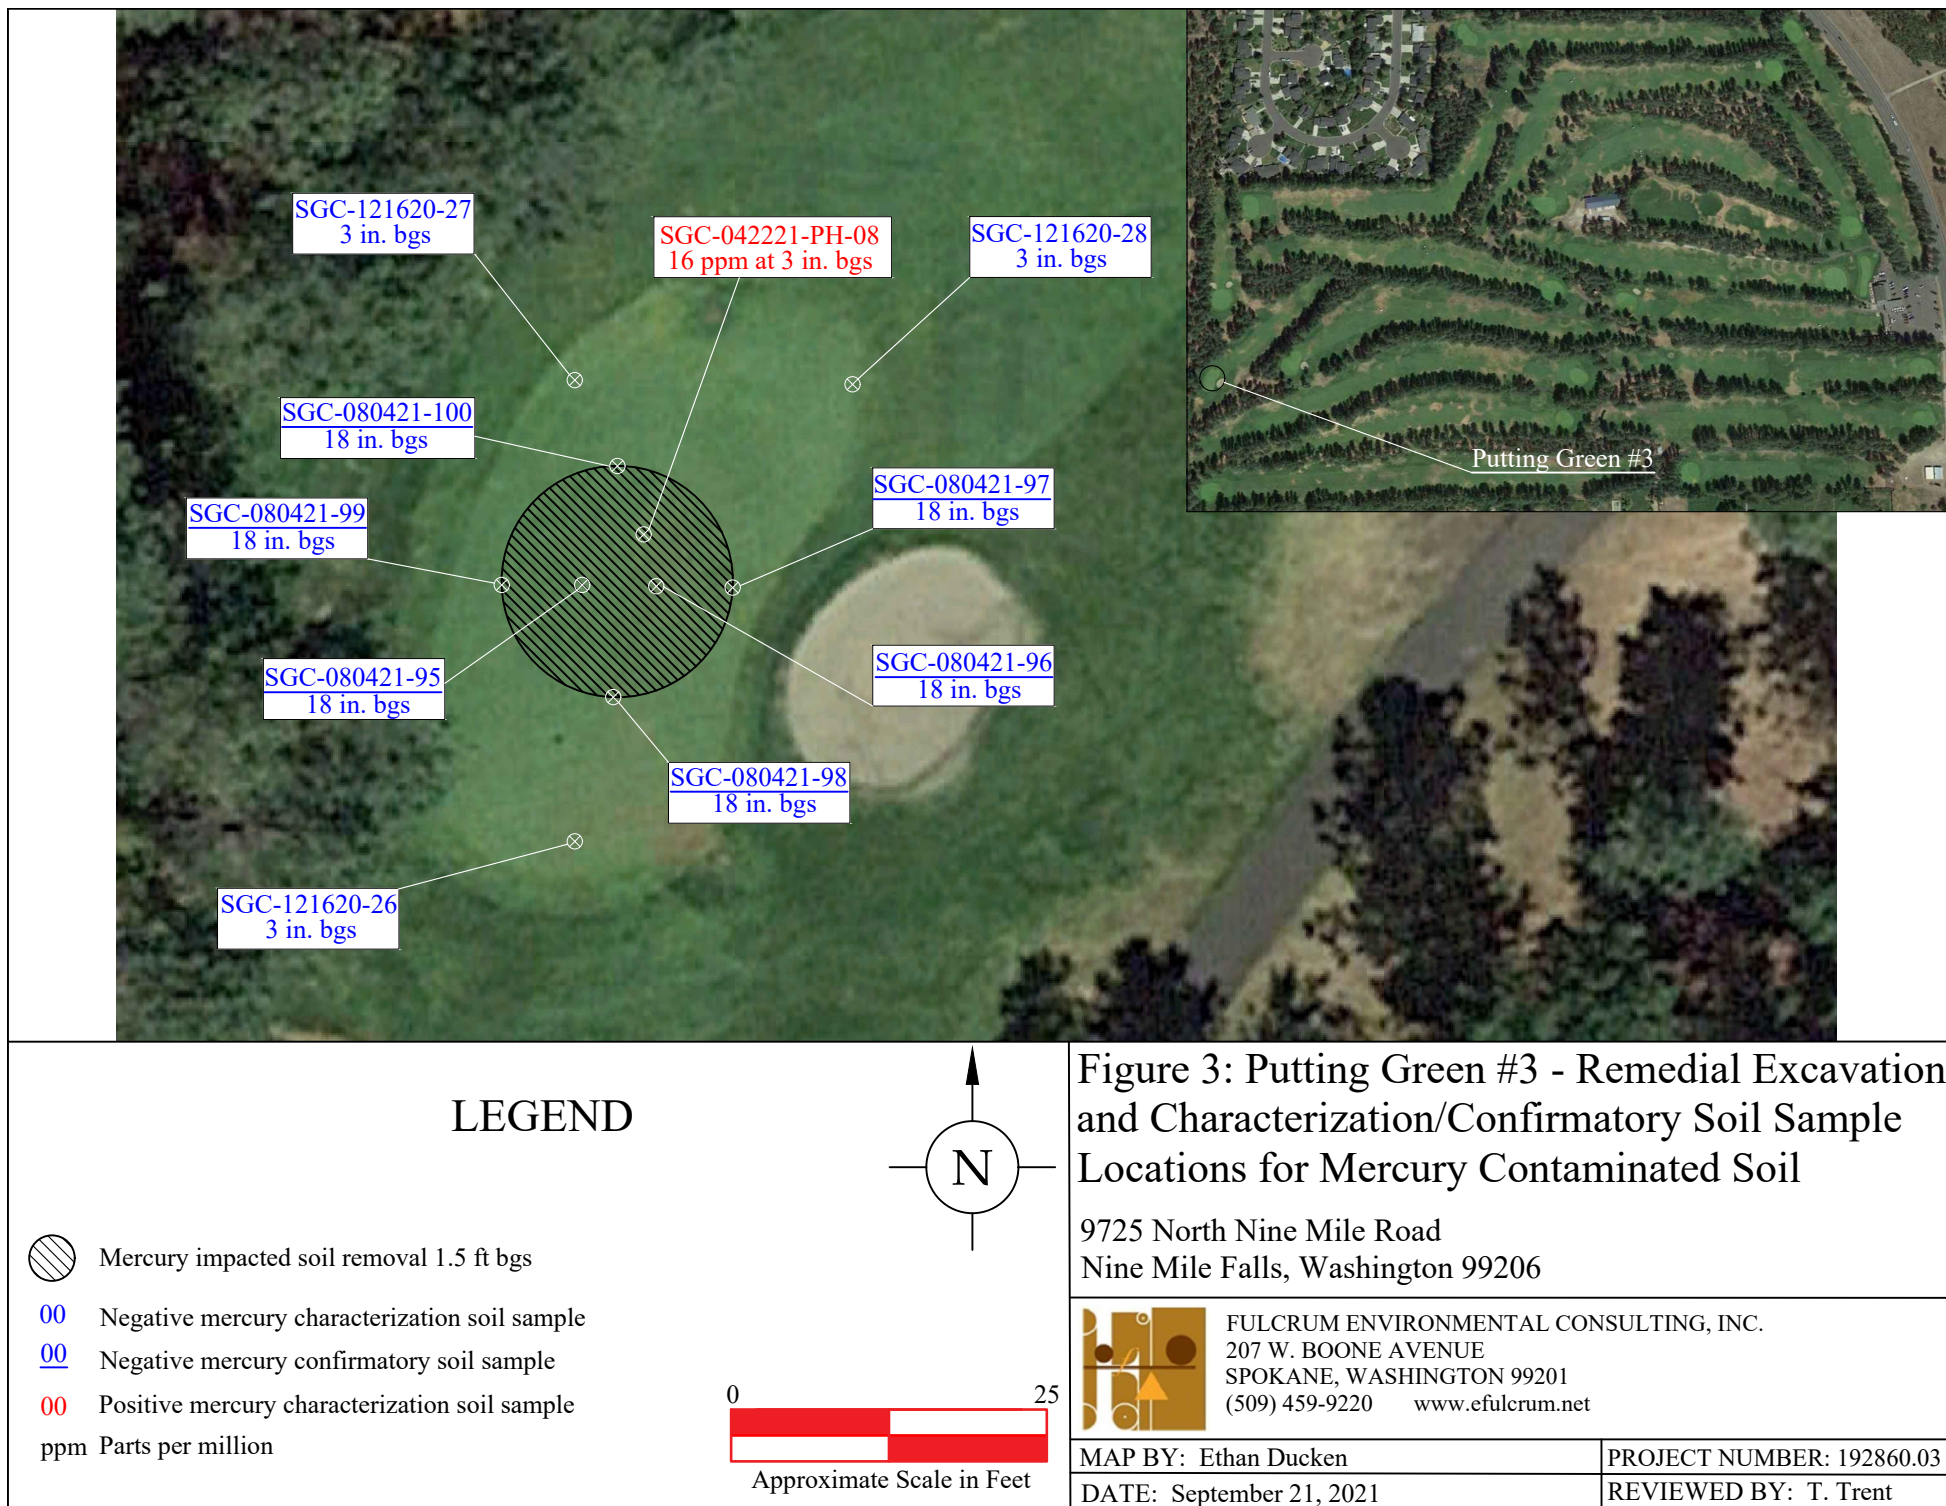 SGC-121620-27
3 in. bgs
SGC-042221-PH-08
16 ppm at 3 in. bgs
SGC-121620-28
3 in. bgs
SGC-080421-100
18 in. bgs
SGC-080421-97
18 in. bgs
SGC-080421-99
18 in. bgs
SGC-080421-95
18 in. bgs
SGC-080421-96
18 in. bgs
SGC-080421-98
18 in. bgs
SGC-121620-26
3 in. bgs
Putting Green #3
LEGEND
N
Mercury impacted soil removal 1.5 ft bgs
00 Negative mercury characterization soil sample
00 Negative mercury confirmatory soil sample
00 Positive mercury characterization soil sample
ppm Parts per million
0 25
Approximate Scale in Feet
Figure 3: Putting Green #3 - Remedial Excavation
and Characterization/Confirmatory Soil Sample
Locations for Mercury Contaminated Soil
9725 North Nine Mile Road
Nine Mile Falls, Washington 99206
FULCRUM ENVIRONMENTAL CONSULTING, INC.
207 W. BOONE AVENUE
SPOKANE, WASHINGTON 99201
(509) 459-9220 www.efulcrum.net
MAP BY: Ethan Ducken
PROJECT NUMBER: 192860.03
DATE: September 21, 2021
REVIEWED BY: T. Trent